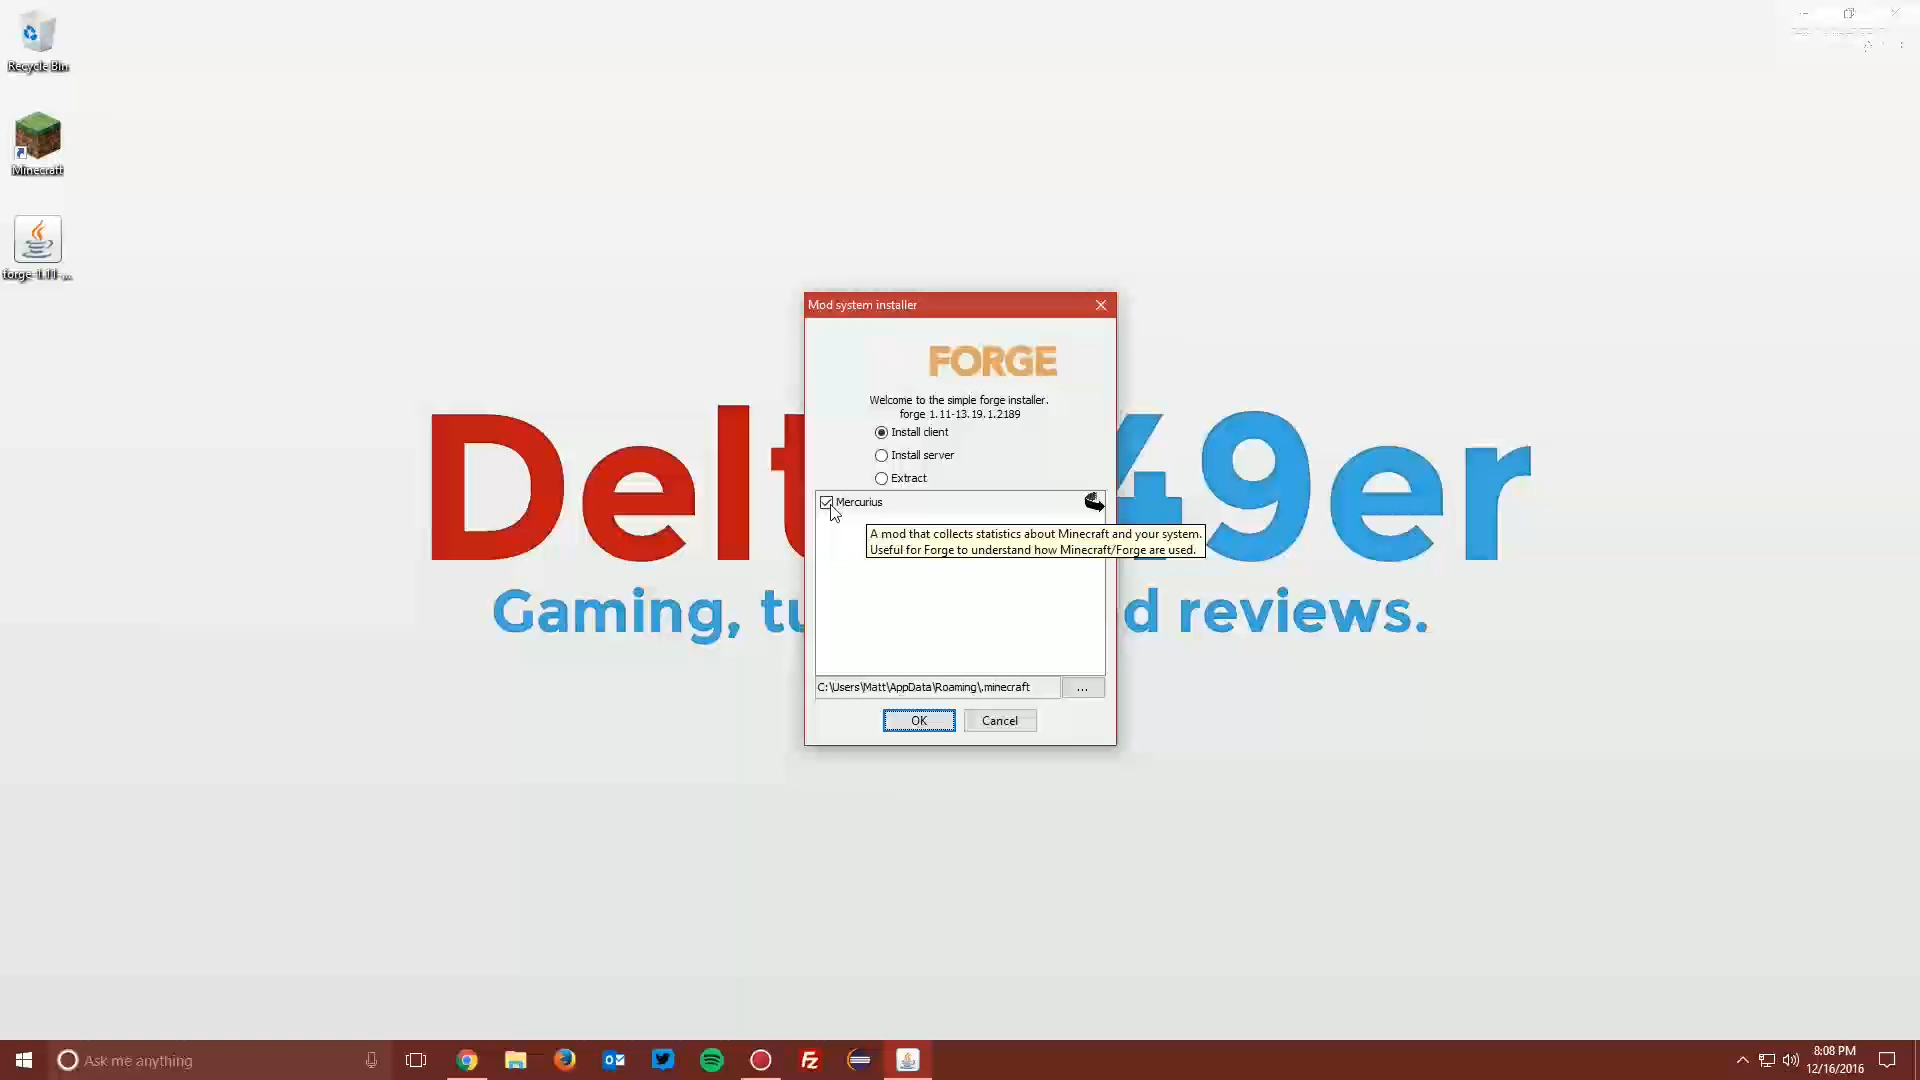 Recycle Bin
Minecraft
forge-1.11-...
Delt 49er
Gaming, tu d reviews.
Mod system installer
FORGE
Welcome to the simple forge installer.
forge 1.11-13.19.1.2189
Install client
Install server
Extract
Mercurius
A mod that collects statistics about Minecraft and your system.
Useful for Forge to understand how Minecraft/Forge are used.
C:\Users\Matt\AppData\Roaming\.minecraft
...
OK
Cancel
Ask me anything
8:08 PM
12/16/2016